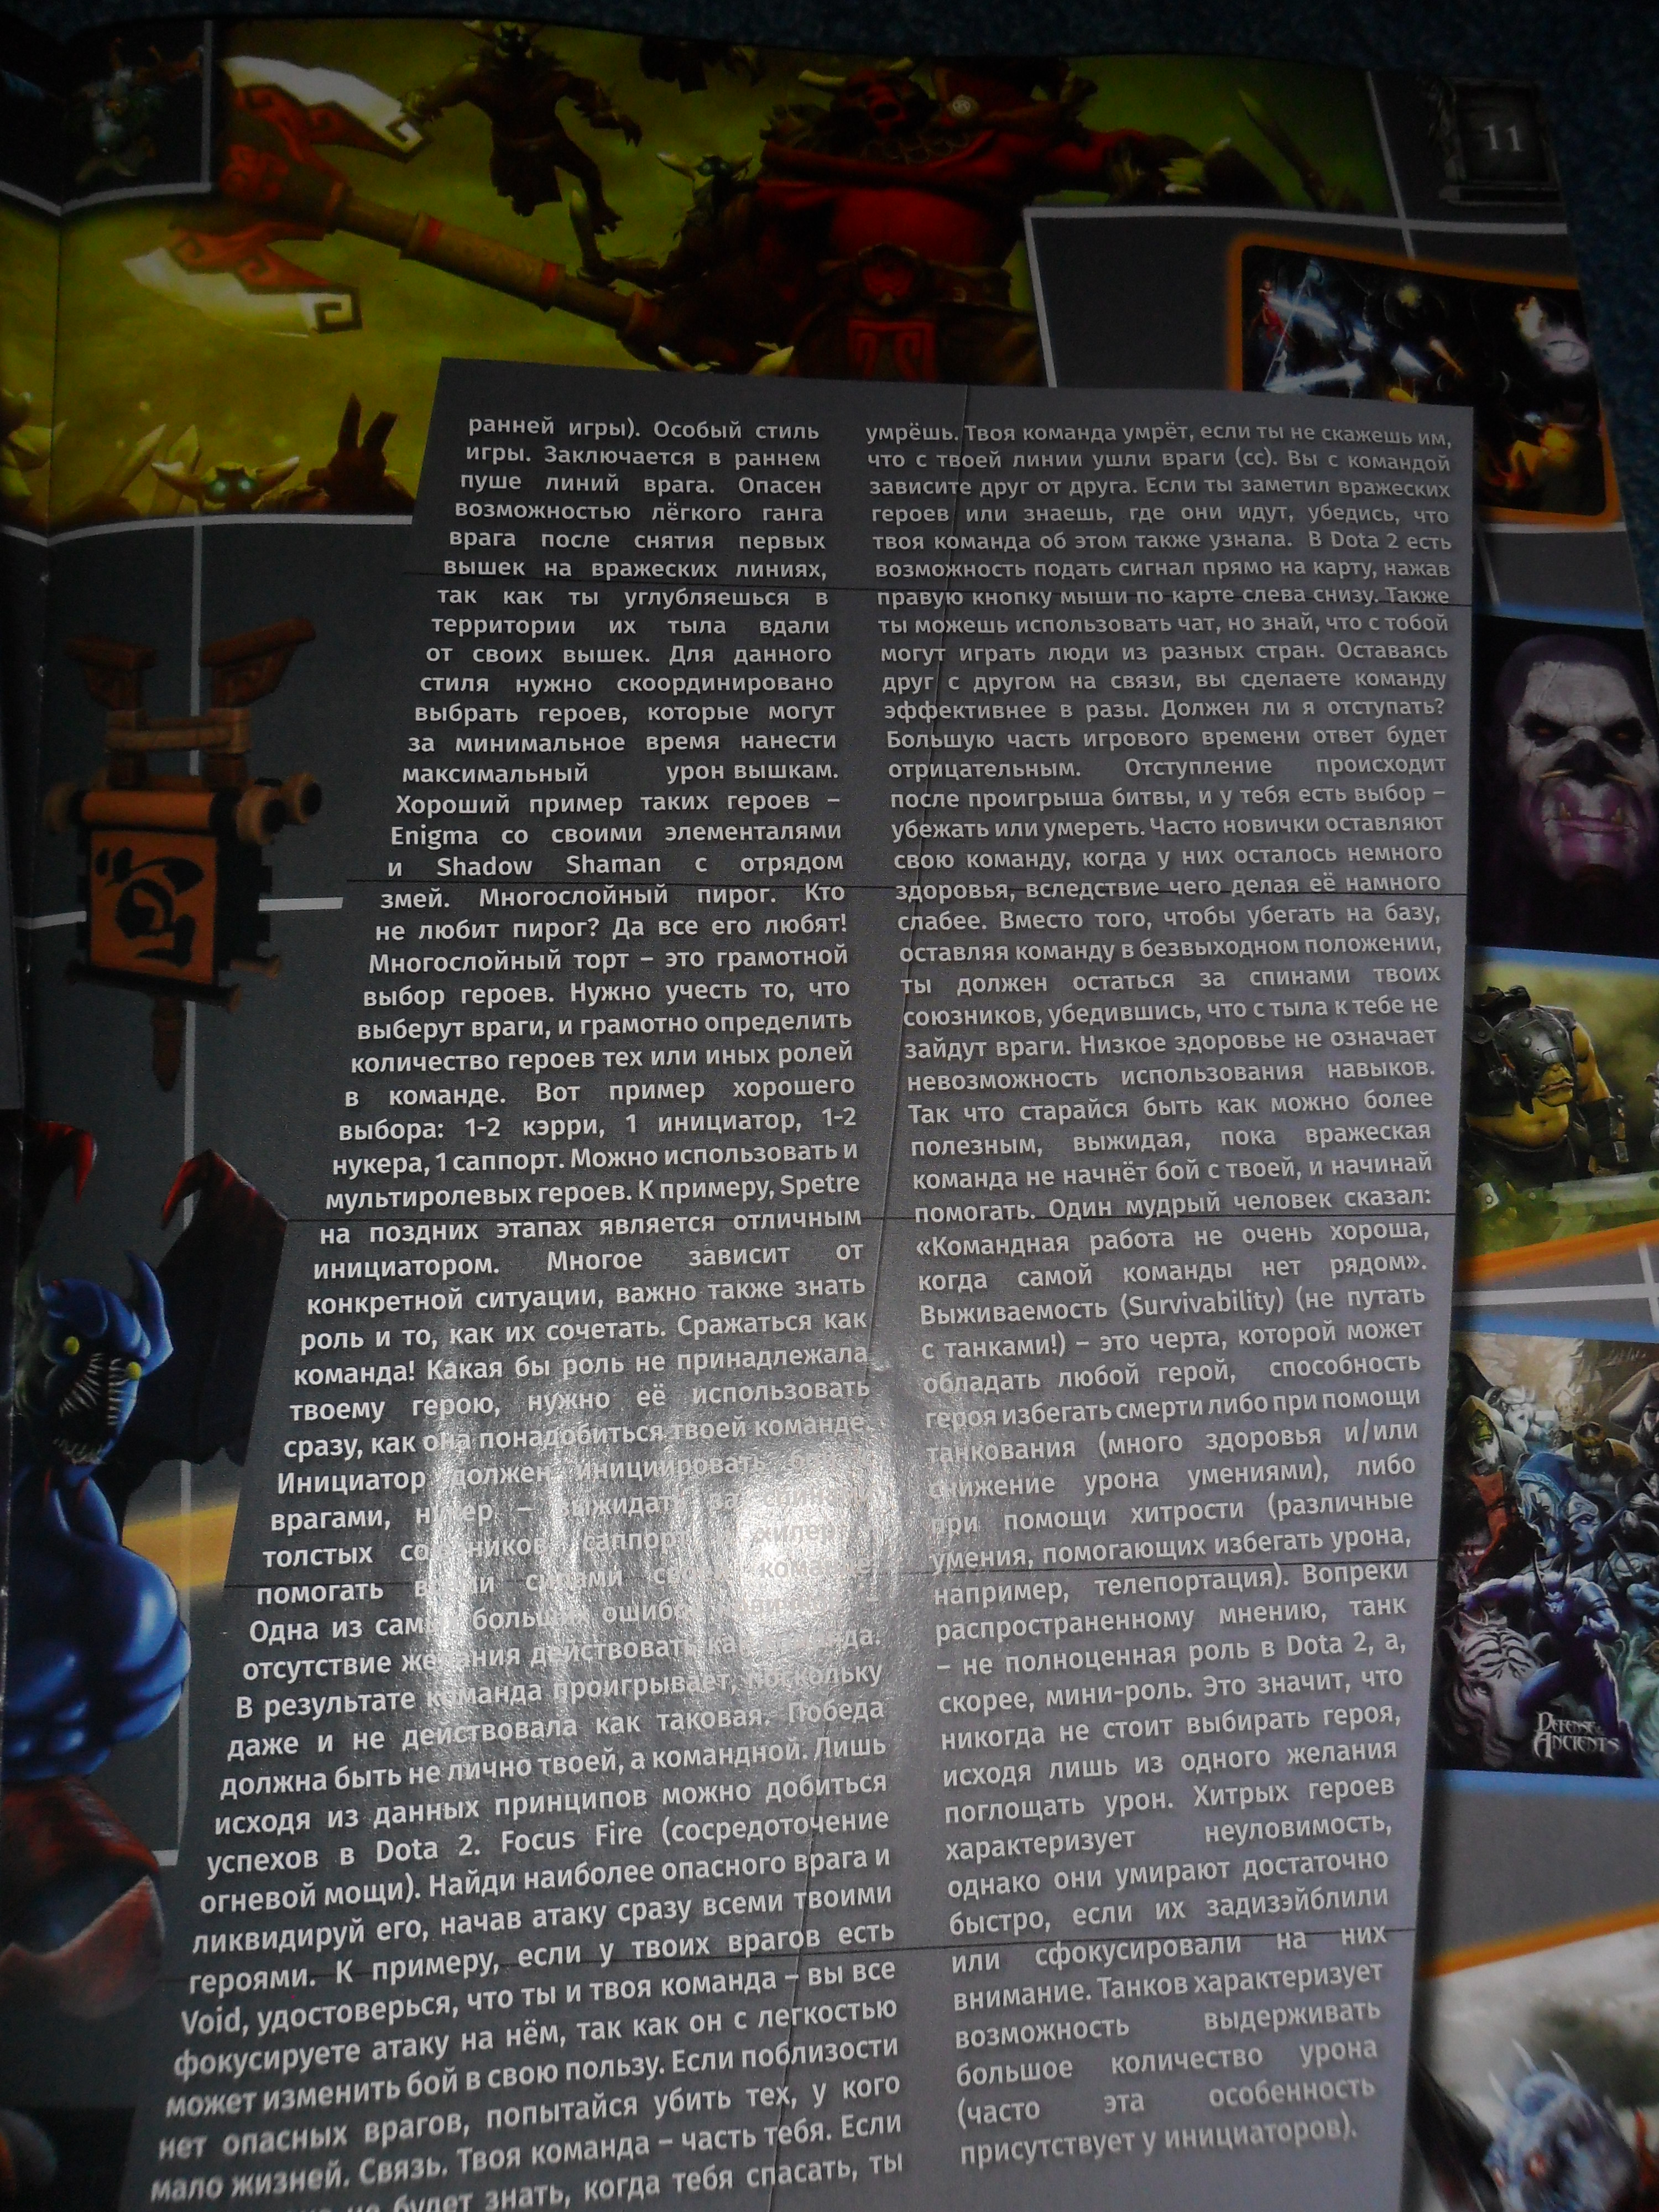 11
ранней игры). Особый стиль
игры. Заключается в раннем
пуше линий врага. Опасен
возможностью лёгкого ганга
врага после снятия первых
вышек на вражеских линиях,
так как ты углубляешься в
территории их тыла вдали
от своих вышек. Для данного
стиля нужно скоординировано
выбрать героев, которые могут
за минимальное время нанести
максимальный урон вышкам.
Хороший пример таких героев –
Enigma со своими элементалями
и Shadow Shaman с отрядом
змей. Многослойный пирог. Кто
не любит пирог? Да все его любят!
Многослойный торт – это грамотной
выбор героев. Нужно учесть то, что
выберут враги, и грамотно определить
количество героев тех или иных ролей
в команде. Вот пример хорошего
выбора: 1-2 кэрри, 1 инициатор, 1-2
нукера, 1 саппорт. Можно использовать и
мультиролевых героев. К примеру, Spetre
на поздних этапах является отличным
инициатором. Многое зависит от
конкретной ситуации, важно также знать
роль и то, как их сочетать. Сражаться как
команда! Какая бы роль не принадлежала
твоему герою, нужно её использовать
сразу, как она понадобиться твоей команде.
Инициатор должен инициировать
врагами, нукер – выжидать за
толстых союзников, саппорт хилер
помогать всеми силами своей команде
Одна из самых больших ошибок
отсутствие желания действовать как команда.
В результате команда проигрывает, поскольку
даже и не действовала как таковая. Победа
должна быть не лично твоей, а командной. Лишь
исходя из данных принципов можно добиться
успехов в Dota 2. Focus Fire (сосредоточение
огневой мощи). Найди наиболее опасного врага и
ликвидируй его, начав атаку сразу всеми твоими
героями. К примеру, если у твоих врагов есть
Void, удостоверься, что ты и твоя команда – вы все
фокусируете атаку на нём, так как он с легкостью
может изменить бой в свою пользу. Если поблизости
нет опасных врагов, попытайся убить тех, у кого
мало жизней. Связь. Твоя команда – часть тебя. Если
не будет знать, когда тебя спасать, ты
умрёшь. Твоя команда умрёт, если ты не скажешь им,
что с твоей линии ушли враги (сс). Вы с командой
зависите друг от друга. Если ты заметил вражеских
героев или знаешь, где они идут, убедись, что
твоя команда об этом также узнала. В Dota 2 есть
возможность подать сигнал прямо на карту, нажав
правую кнопку мыши по карте слева снизу. Также
ты можешь использовать чат, но знай, что с тобой
могут играть люди из разных стран. Оставаясь
друг с другом на связи, вы сделаете команду
эффективнее в разы. Должен ли я отступать?
Большую часть игрового времени ответ будет
отрицательным. Отступление происходит
после проигрыша битвы, и у тебя есть выбор –
убежать или умереть. Часто новички оставляют
свою команду, когда у них осталось немного
здоровья, вследствие чего делая её намного
слабее. Вместо того, чтобы убегать на базу,
оставляя команду в безвыходном положении,
ты должен остаться за спинами твоих
союзников, убедившись, что с тыла к тебе не
зайдут враги. Низкое здоровье не означает
невозможность использования навыков.
Так что старайся быть как можно более
полезным, выжидая, пока вражеская
команда не начнёт бой с твоей, и начинай
помогать. Один мудрый человек сказал:
«Командная работа не очень хороша,
когда самой команды нет рядом».
Выживаемость (Survivability) (не путать
с танками!) – это черта, которой может
обладать любой герой, способность
героя избегать смерти либо при помощи
танкования (много здоровья и/или
снижение урона умениями), либо
при помощи хитрости (различные
умения, помогающих избегать урона,
например, телепортация). Вопреки
распространенному мнению, танк
– не полноценная роль в Dota 2, а,
скорее, мини-роль. Это значит, что
никогда не стоит выбирать героя,
исходя лишь из одного желания
поглощать урон. Хитрых героев
характеризует неуловимость,
однако они умирают достаточно
быстро, если их задизэйблили
или сфокусировали на них
внимание. Танков характеризует
возможность выдерживать
большое количество урона
(часто эта особенность
присутствует у инициаторов).
DEFENSE
ANCIENTS